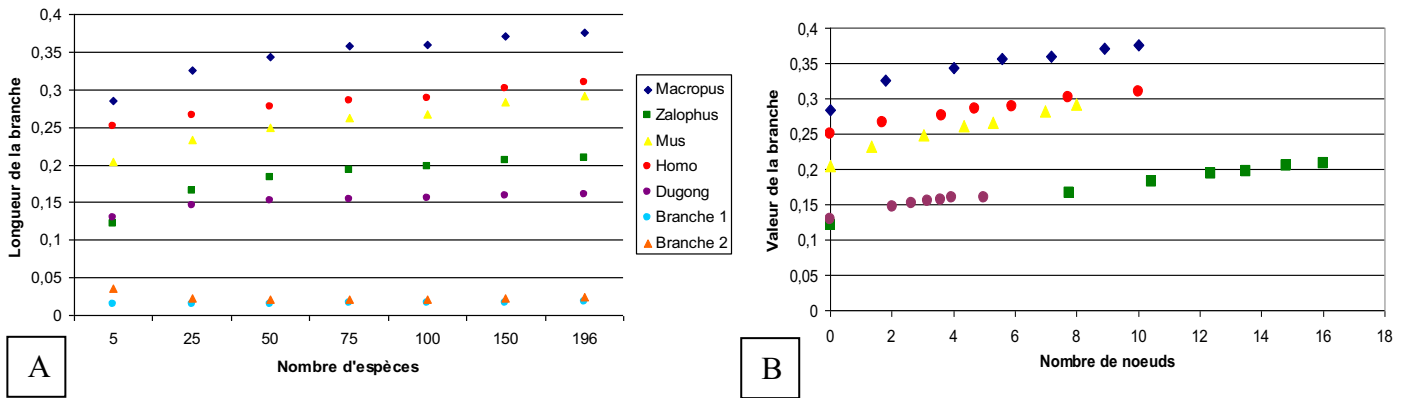 Longueur de la branche
0,4
0,35
0,3
0,25
0,2
0,15
0,1
0,05
0
5 25 50 75 100 150 196
Nombre d'espèces
A
Macropus
Zalophus
Mus
Homo
Dugong
Branche 1
Branche 2
Valeur de la branche
0,4
0,35
0,3
0,25
0,2
0,15
0,1
0,05
0
0 2 4 6 8 10 12 14 16 18
Nombre de noeuds
B